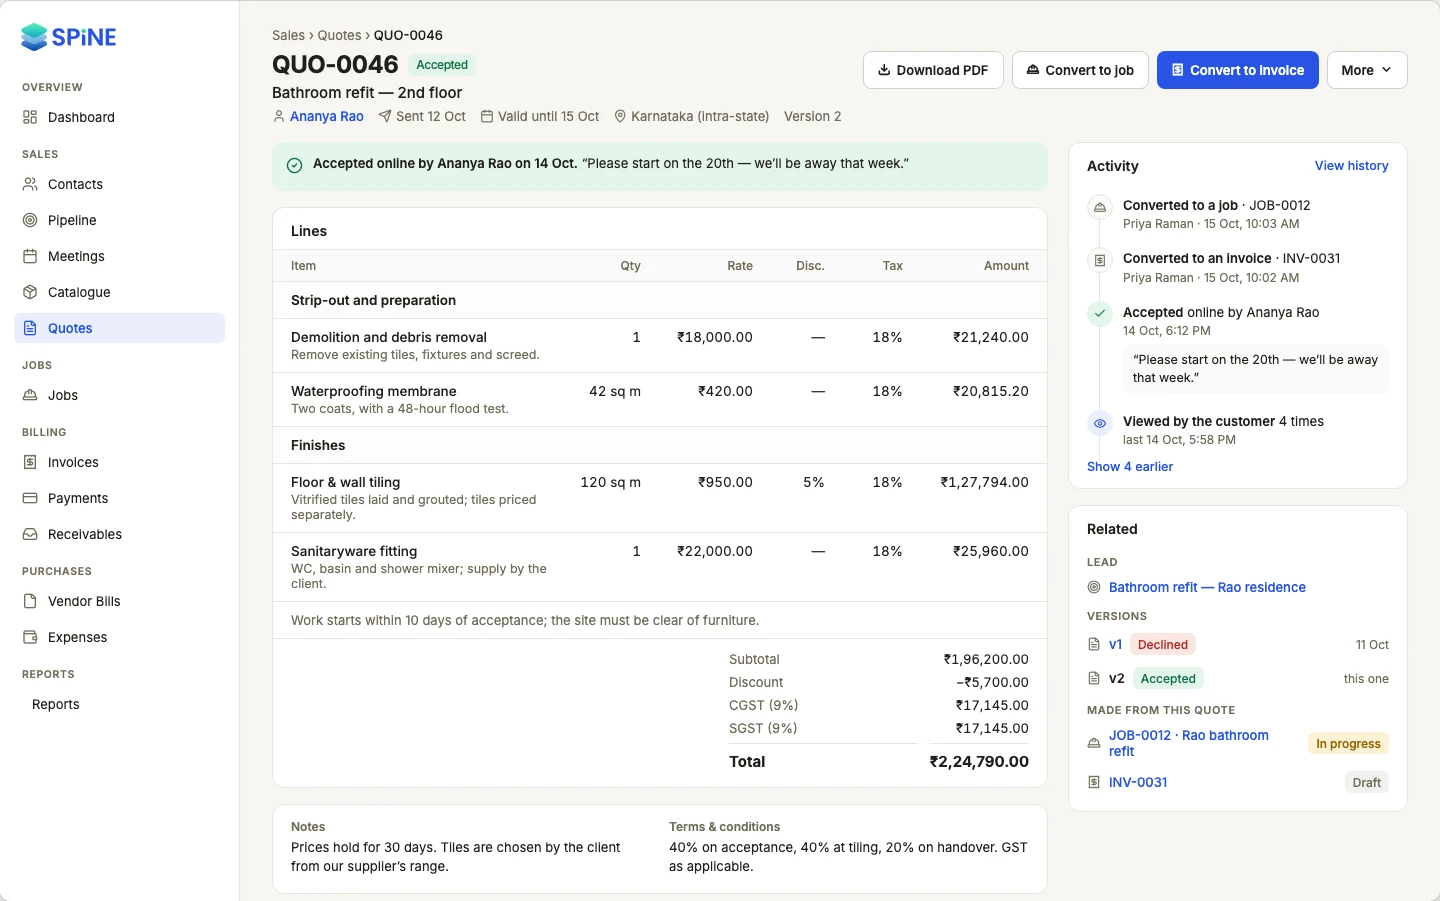 SPiNE
OVERVIEW
Dashboard
SALES
Contacts
Pipeline
Meetings
Catalogue
Quotes
JOBS
Jobs
BILLING
Invoices
Payments
Receivables
PURCHASES
Vendor Bills
Expenses
REPORTS
Reports
Sales › Quotes › QUO-0046
QUO-0046 Accepted
Bathroom refit — 2nd floor
Ananya Rao Sent 12 Oct Valid until 15 Oct Karnataka (Intra-state) Version 2
Download PDF Convert to job Convert to invoice More
Accepted online by Ananya Rao on 14 Oct. “Please start on the 20th — we’ll be away that week.”
Lines
Item Qty Rate Disc. Tax Amount
Strip-out and preparation
Demolition and debris removal 1 ₹18,000.00 — 18% ₹21,240.00
Remove existing tiles, fixtures and screed.
Waterproofing membrane 42 sq m ₹420.00 — 18% ₹20,815.20
Two coats, with a 48-hour flood test.
Finishes
Floor & wall tiling 120 sq m ₹950.00 5% 18% ₹1,27,794.00
Vitrified tiles laid and grouted; tiles priced
separately.
Sanitaryware fitting 1 ₹22,000.00 — 18% ₹25,960.00
WC, basin and shower mixer; supply by the
client.
Work starts within 10 days of acceptance; the site must be clear of furniture.
Subtotal ₹1,96,200.00
Discount −₹5,700.00
CGST (9%) ₹17,145.00
SGST (9%) ₹17,145.00
Total ₹2,24,790.00
Notes
Prices hold for 30 days. Tiles are chosen by the client
from our supplier’s range.
Terms & conditions
40% on acceptance, 40% at tiling, 20% on handover. GST
as applicable.
Activity View history
Converted to a job · JOB-0012
Priya Raman · 15 Oct, 10:03 AM
Converted to an invoice · INV-0031
Priya Raman · 15 Oct, 10:02 AM
Accepted online by Ananya Rao
14 Oct, 6:12 PM
“Please start on the 20th — we’ll be away
that week.”
Viewed by the customer 4 times
last 14 Oct, 5:58 PM
Show 4 earlier
Related
LEAD
Bathroom refit — Rao residence
VERSIONS
v1 Declined 11 Oct
v2 Accepted this one
MADE FROM THIS QUOTE
JOB-0012 · Rao bathroom
refit
In progress
INV-0031 Draft